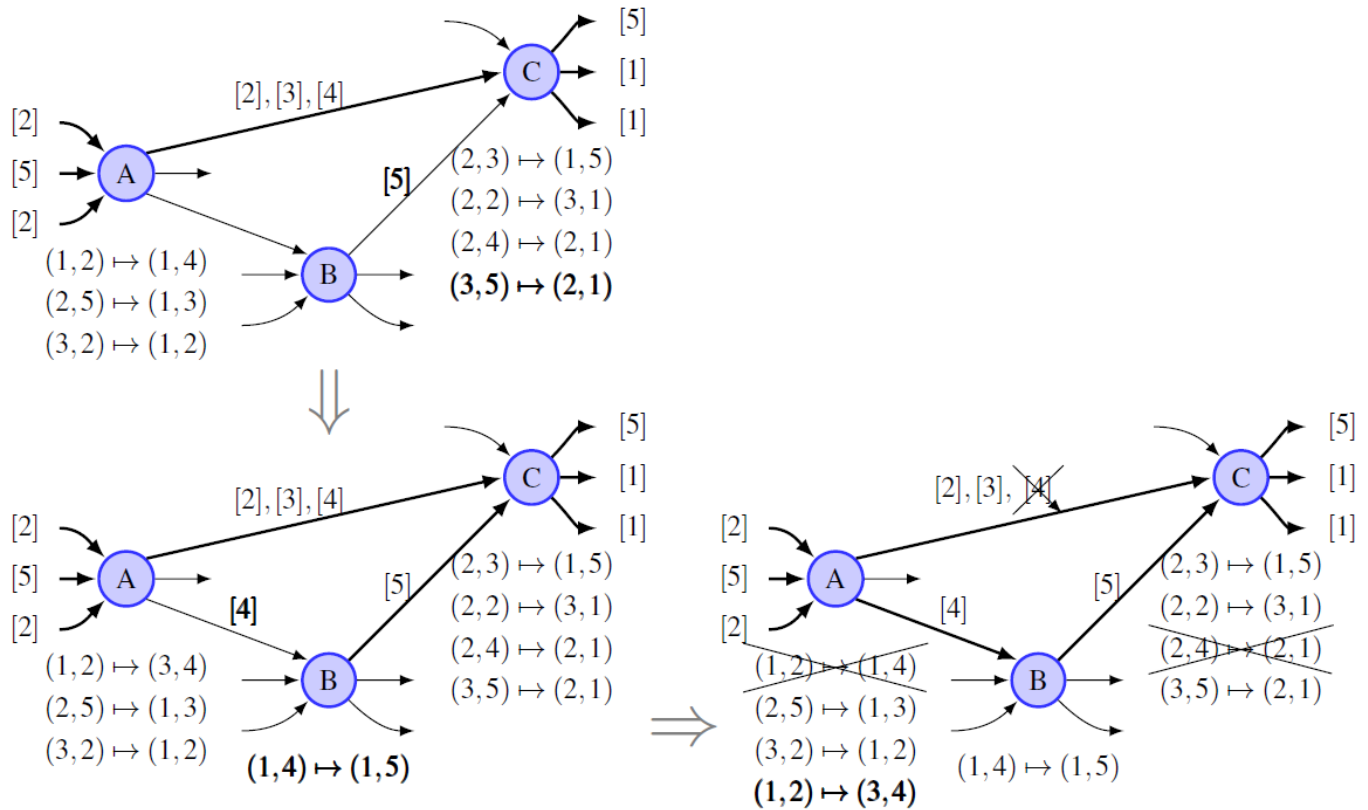 [5]
C
[2], [3], [4]
[1]
[2]
[1]
A
[5]
[5]
(2, 3) ↦ (1, 5)
[2]
(2, 2) ↦ (3, 1)
(2, 4) ↦ (2, 1)
(1, 2) ↦ (1, 4)
B
(3, 5) ↦ (2, 1)
(2, 5) ↦ (1, 3)
(3, 2) ↦ (1, 2)
⇓
[5]
C
[2], [3], [4]
[1]
[2]
[1]
A
[5]
[5]
(2, 3) ↦ (1, 5)
[4]
[2]
(2, 2) ↦ (3, 1)
(1, 2) ↦ (3, 4)
(2, 4) ↦ (2, 1)
B
(3, 5) ↦ (2, 1)
(2, 5) ↦ (1, 3)
(3, 2) ↦ (1, 2)
(1, 4) ↦ (1, 5)
⇒
[5]
C
[2], [3], [4]
[1]
[2]
[1]
A
[5]
[5]
(2, 3) ↦ (1, 5)
[4]
[2]
(2, 2) ↦ (3, 1)
(1, 2) ↦ (1, 4)
(2, 4) ↦ (2, 1)
B
(3, 5) ↦ (2, 1)
(2, 5) ↦ (1, 3)
(3, 2) ↦ (1, 2)
(1, 4) ↦ (1, 5)
(1, 2) ↦ (3, 4)